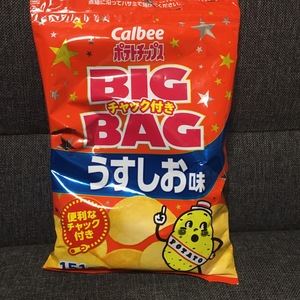 Calbee
ポテトチップス
BIG
チャック付き
BAG
うすしお味
便利な
チャック
付き
POTATO